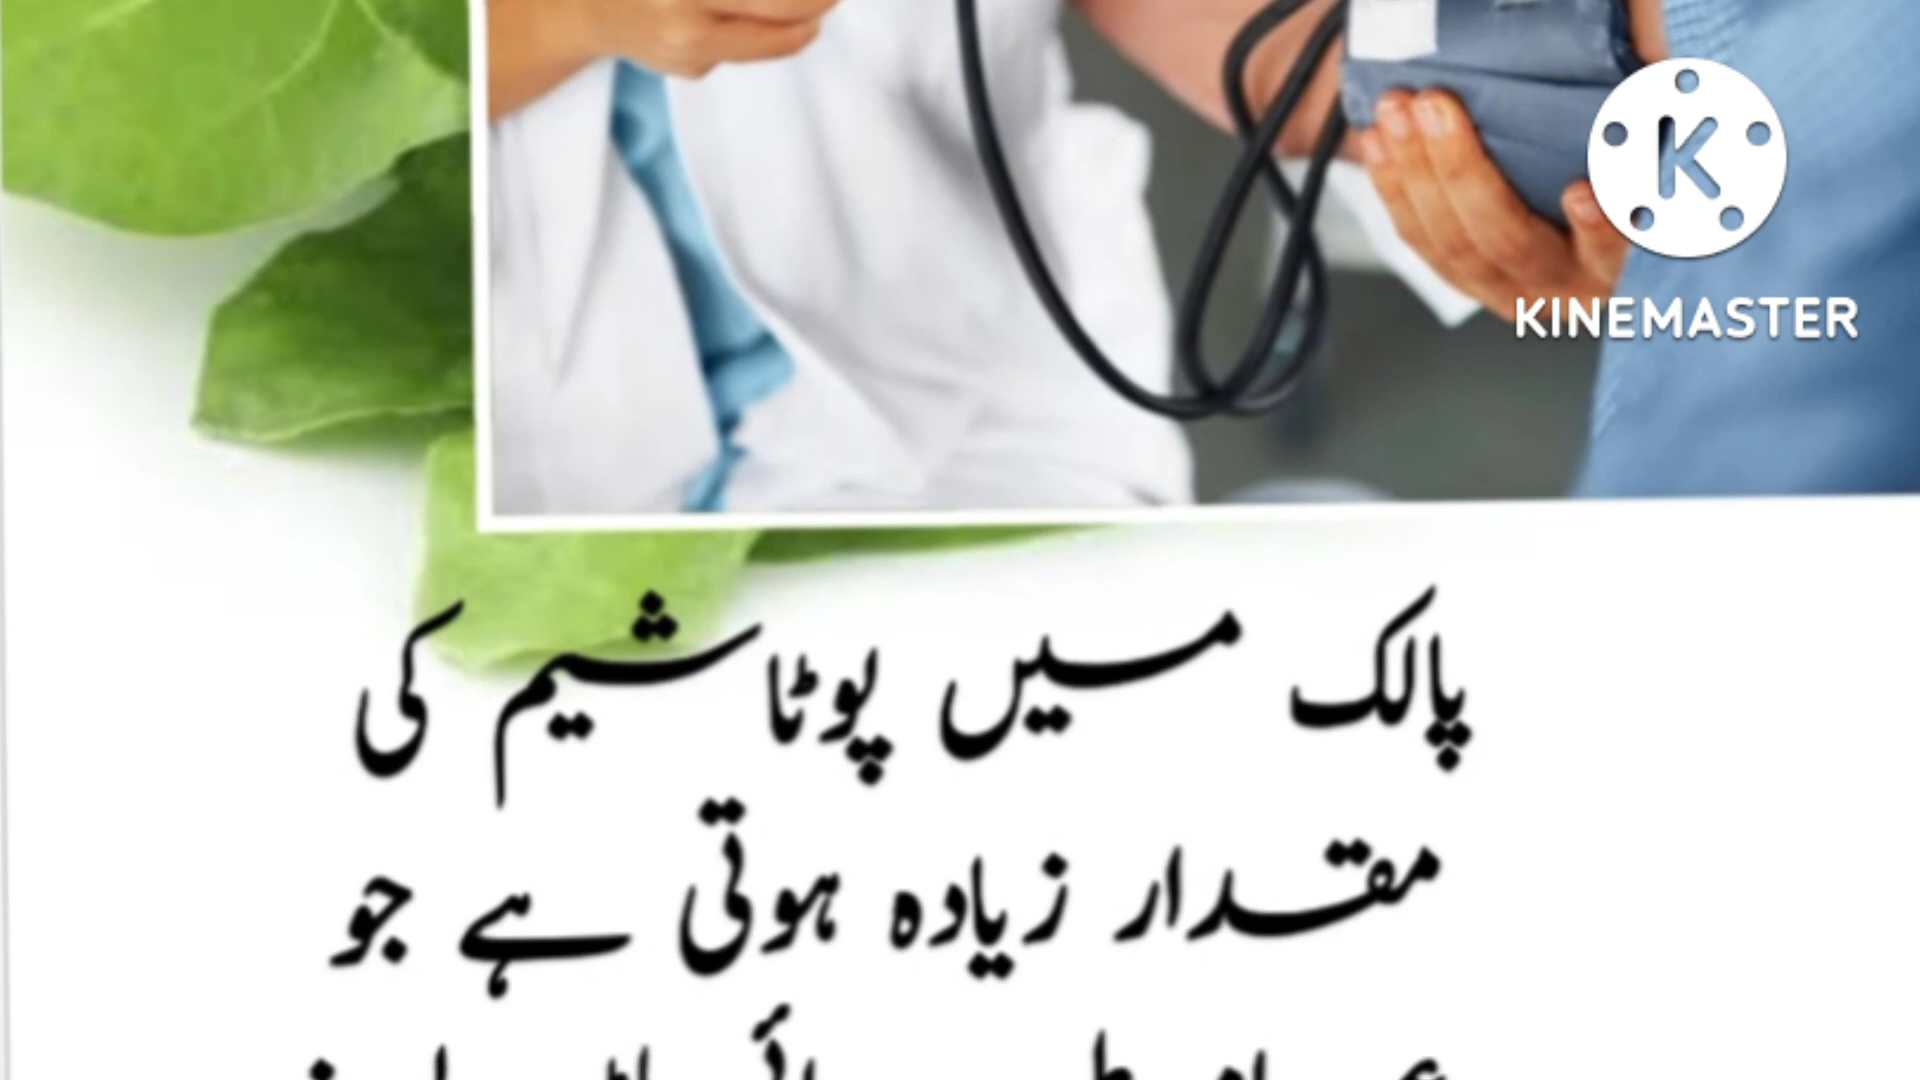 KINEMASTER
پالک میں پوٹاشیم کی
مقدار زیادہ ہوتی ہے جو